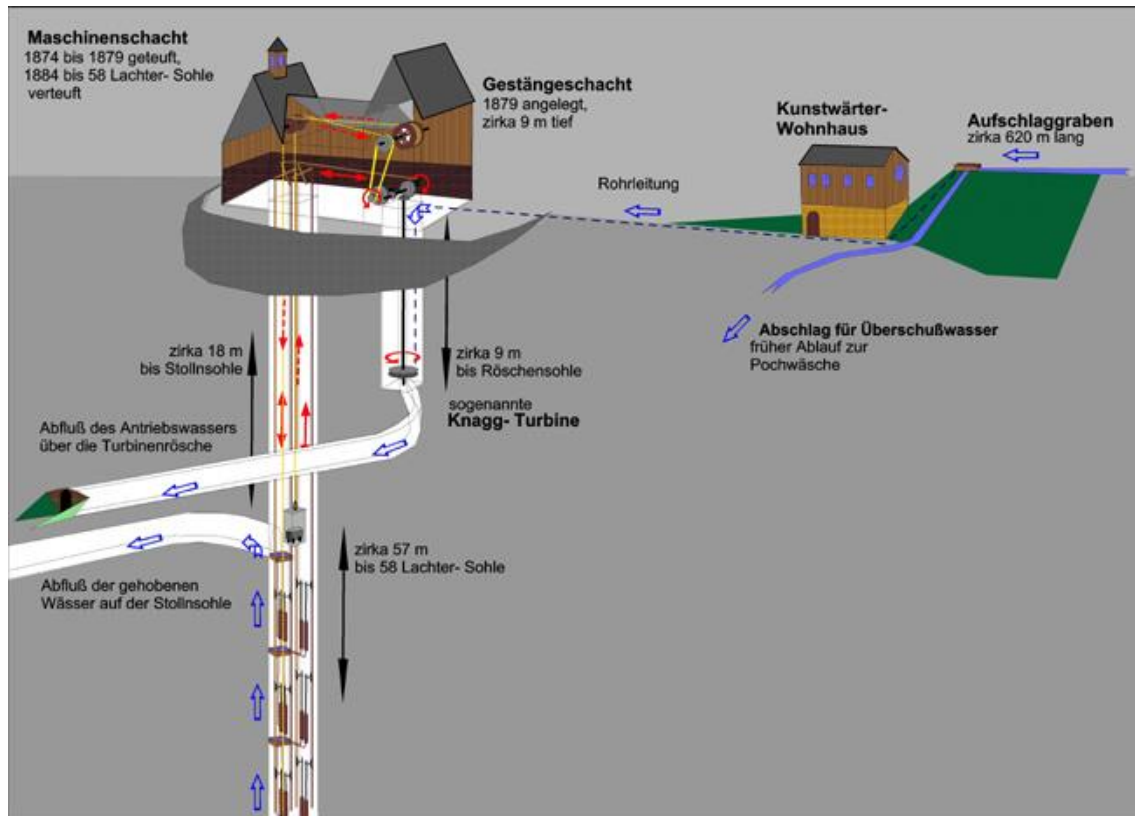 Maschinenschacht
1874 bis 1879 geteuft,
1884 bis 58 Lachter- Sohle
verteuft
Gestängeschacht
1879 angelegt,
zirka 9 m tief
Kunstwärter-
Wohnhaus
Aufschlaggraben
zirka 620 m lang
Rohrleitung
Abschlag für Überschußwasser
früher Ablauf zur
Pochwäsche
zirka 18 m
bis Stollnsohle
zirka 9 m
bis Röschensohle
sogenannte
Knagg- Turbine
Abfluß des Antriebswassers
über die Turbinenrösche
zirka 57 m
bis 58 Lachter- Sohle
Abfluß der gehobenen
Wässer auf der Stollnsohle